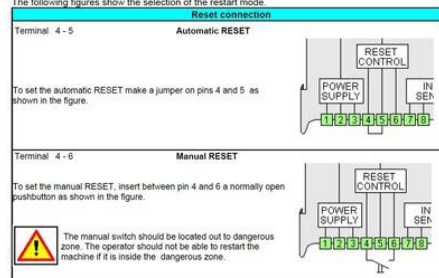 The following figures show the selection of the restart mode.
Reset connection
Terminal 4 - 5
Automatic RESET
To set the automatic RESET make a jumper on pins 4 and 5 as
shown in the figure.
RESET
CONTROL
POWER
SUPPLY
IN
SEN
1 2 3 4 5 6 7 8
Terminal 4 - 6
Manual RESET
To set the manual RESET, insert between pin 4 and 6 a normally open
pushbutton as shown in the figure.
The manual switch should be located out to dangerous
zone. The operator should not be able to restart the
machine if it is inside the dangerous zone.
RESET
CONTROL
POWER
SUPPLY
IN
SEN
1 2 3 4 5 6 7 8